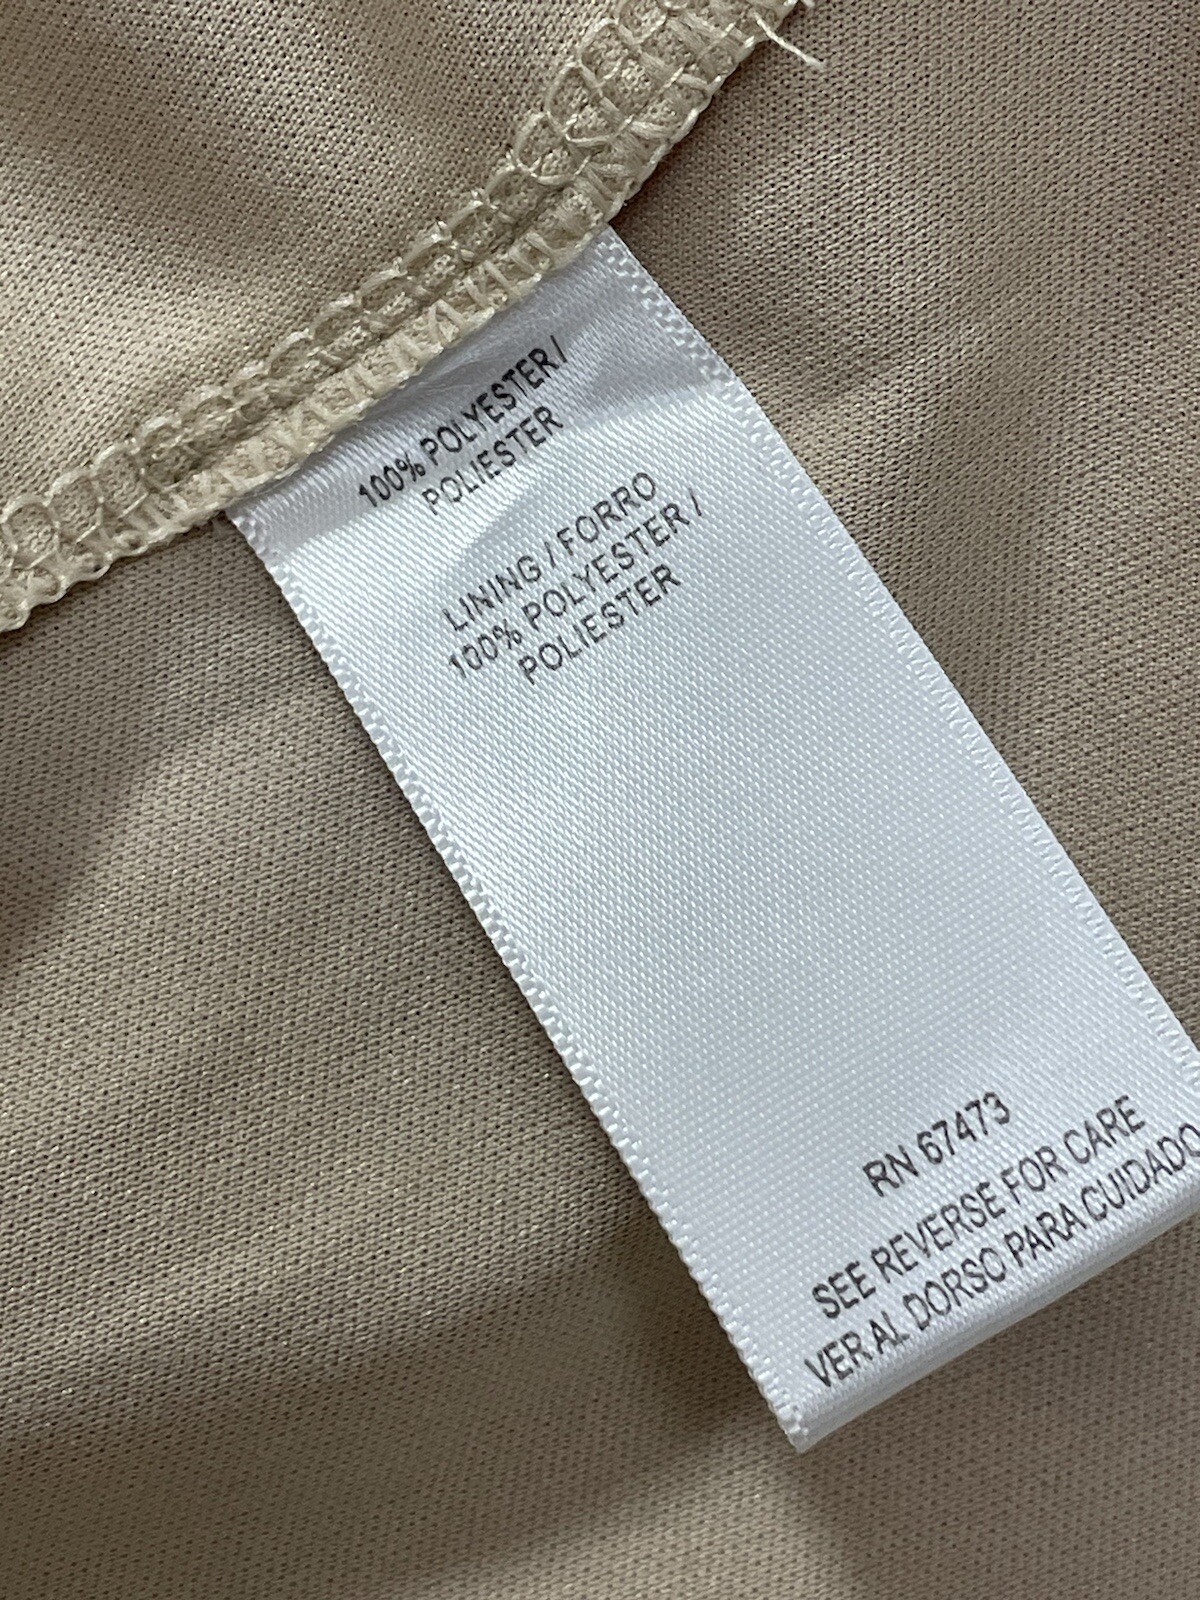 100% POLYESTER/
POLIESTER
LINING / FORRO
100% POLYESTER /
POLIESTER
RN 67473
SEE REVERSE FOR CARE
VER AL DORSO PARA CUIDADO